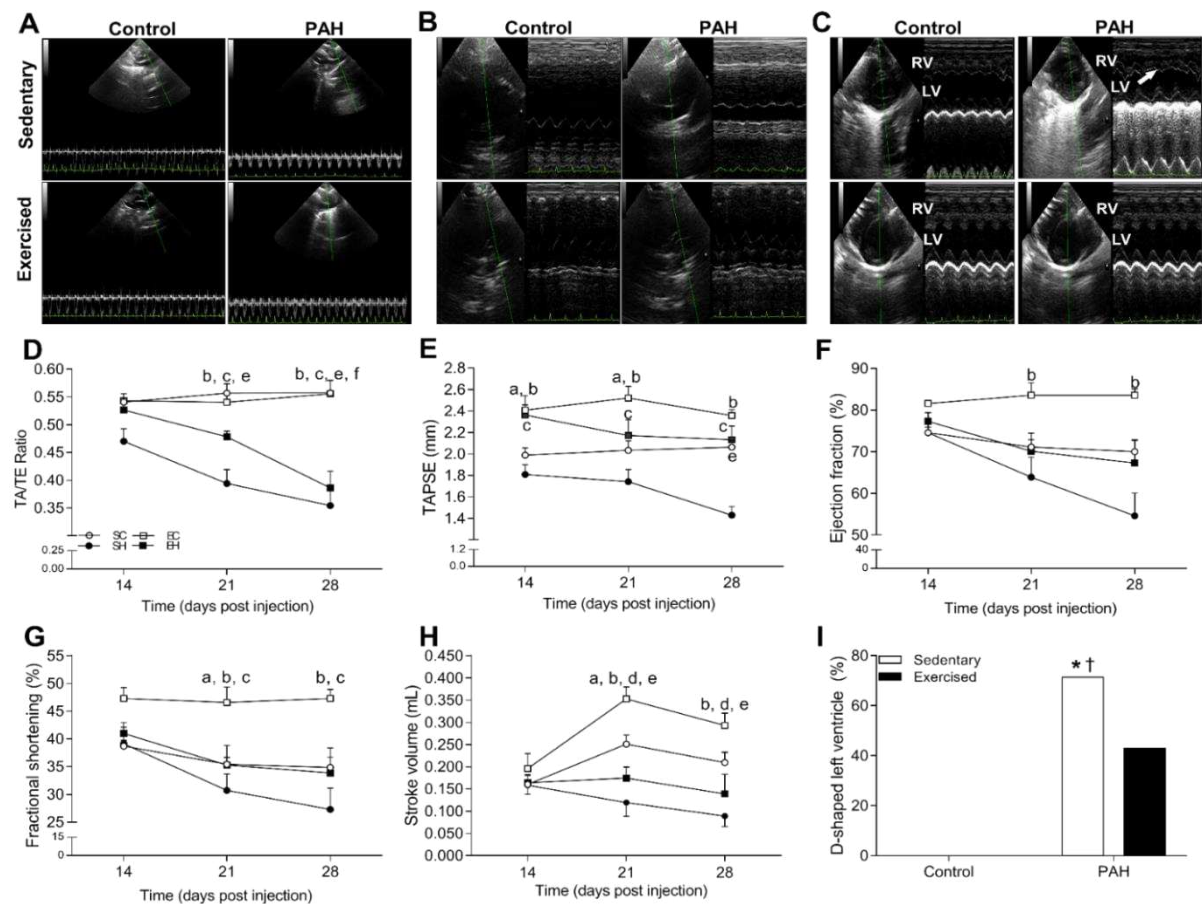 A Control PAH B Control PAH C Control PAH
Sedentary
RV RV
LV LV
Exercised
RV RV
LV LV
D
0.60
0.55
0.50
0.45
0.40
0.35
0.25
0.00
TA/TE Ratio
b, c, e b, c, e, f
SC EC
SH EH
14 21 28
Time (days post injection)
E
2.8
2.6
2.4
2.2
2.0
1.8
1.6
1.4
1.2
0.0
TAPSE (mm)
a, b a, b b
c c c
e
14 21 28
Time (days post injection)
F
90
80
70
60
50
40
0
Ejection fraction (%)
b b
14 21 28
Time (days post injection)
G
55
50
45
40
35
30
25
15
0
Fractional shortening (%)
a, b, c b, c
14 21 28
Time (days post injection)
H
0.450
0.400
0.350
0.300
0.250
0.200
0.150
0.100
0.050
0.000
Stroke volume (mL)
a, b, d, e
b, d, e
14 21 28
Time (days post injection)
I
80
60
40
20
0
D-shaped left ventricle (%)
Sedentary
Exercised
* †
Control PAH